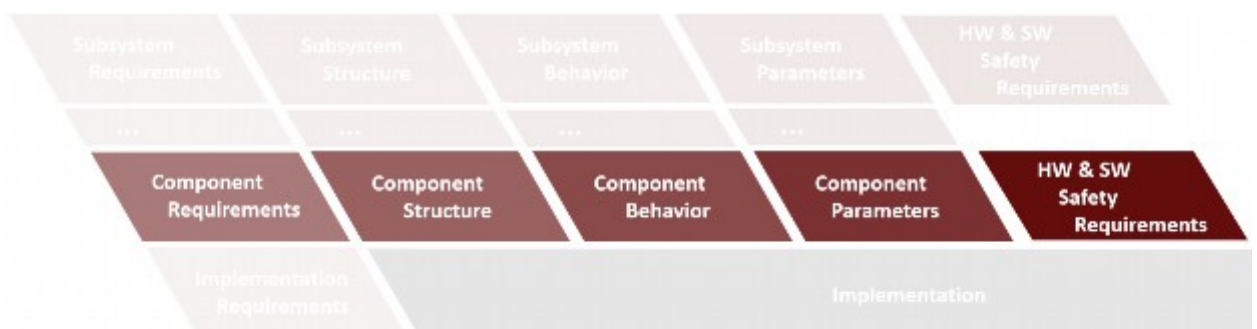 Subsystem
Requirements
Subsystem
Structure
Subsystem
Behavior
Subsystem
Parameters
HW & SW
Safety
Requirements
...
...
...
...
Component
Requirements
Component
Structure
Component
Behavior
Component
Parameters
HW & SW
Safety
Requirements
Implementation
Requirements
Implementation